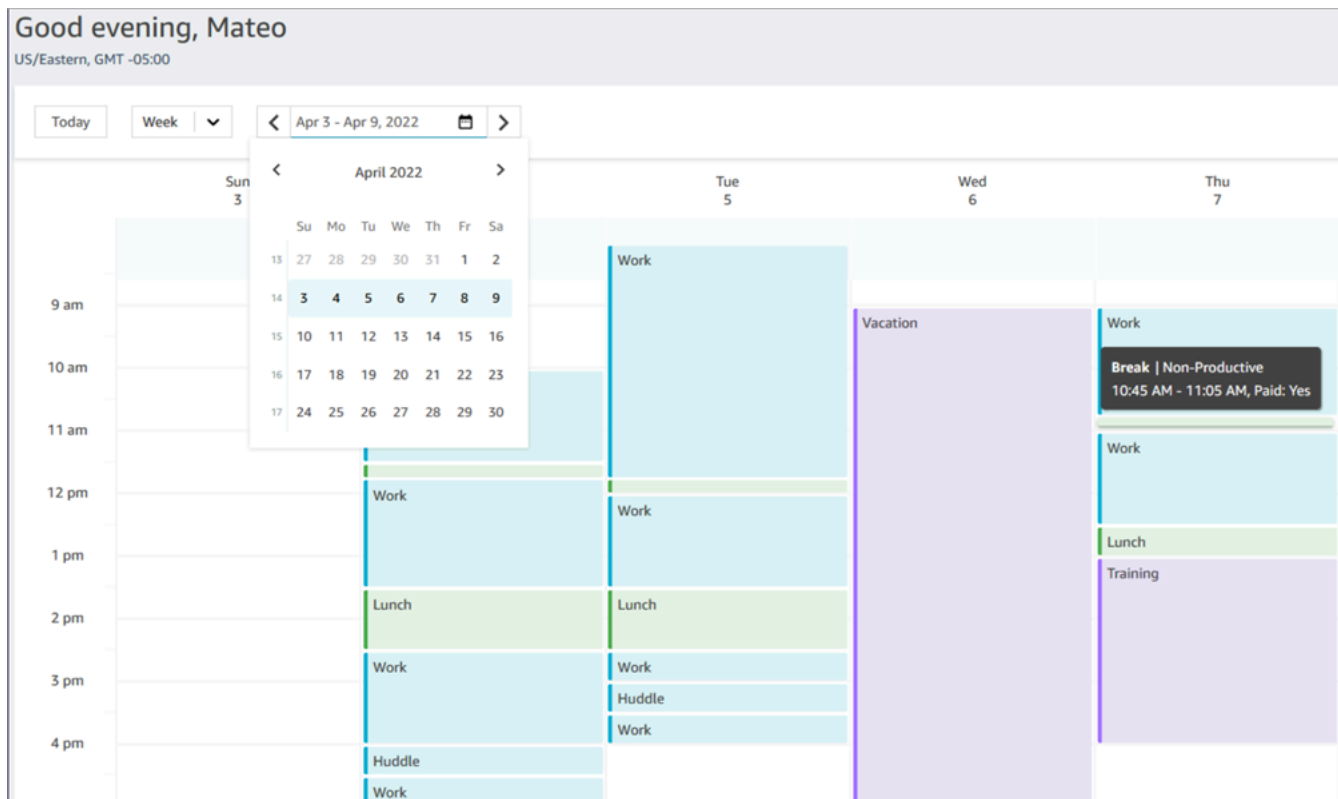 Good evening, Mateo
US/Eastern, GMT -05:00
Today Week Apr 3 - Apr 9, 2022
April 2022
Sun Tue Wed Thu
3 5 6 7
Su Mo Tu We Th Fr Sa
13 27 28 29 30 31 1 2
14 3 4 5 6 7 8 9
15 10 11 12 13 14 15 16
16 17 18 19 20 21 22 23
17 24 25 26 27 28 29 30
Work
9 am
Vacation Work
Break | Non-Productive
10 am
10:45 AM - 11:05 AM, Paid: Yes
11 am
Work
12 pm
Work
Work
Lunch
1 pm
Training
Lunch Lunch
2 pm
Work Work
3 pm
Huddle
Work
4 pm
Huddle
Work